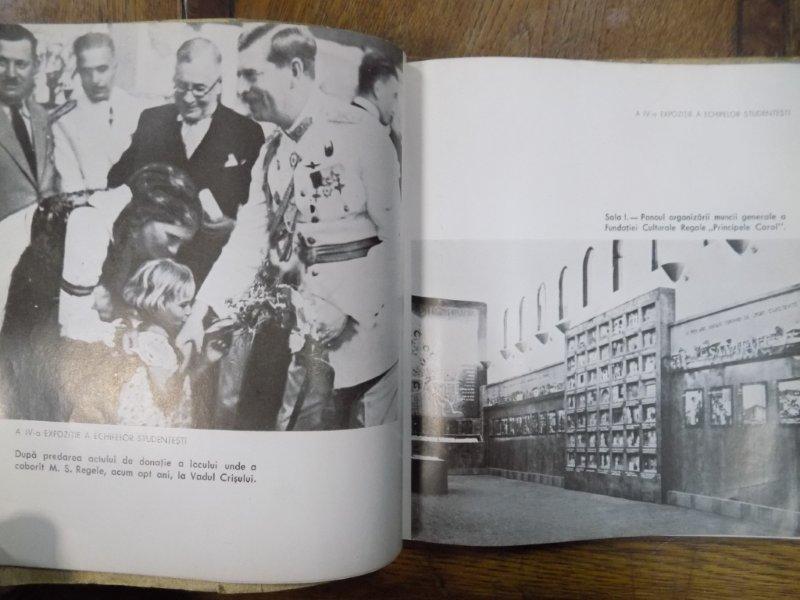 A IV-a EXPOZIȚIE A ECHIPELOR STUDENȚEȘTI
După predarea actului de donație a locului unde a
coborît M. S. Regele, acum opt ani, la Vadul Crișului.
A IV-a EXPOZIȚIE A ECHIPELOR STUDENȚEȘTI
Sala I. — Panoul organizării muncii generale a
Fundației Culturale Regale „Principele Carol”.